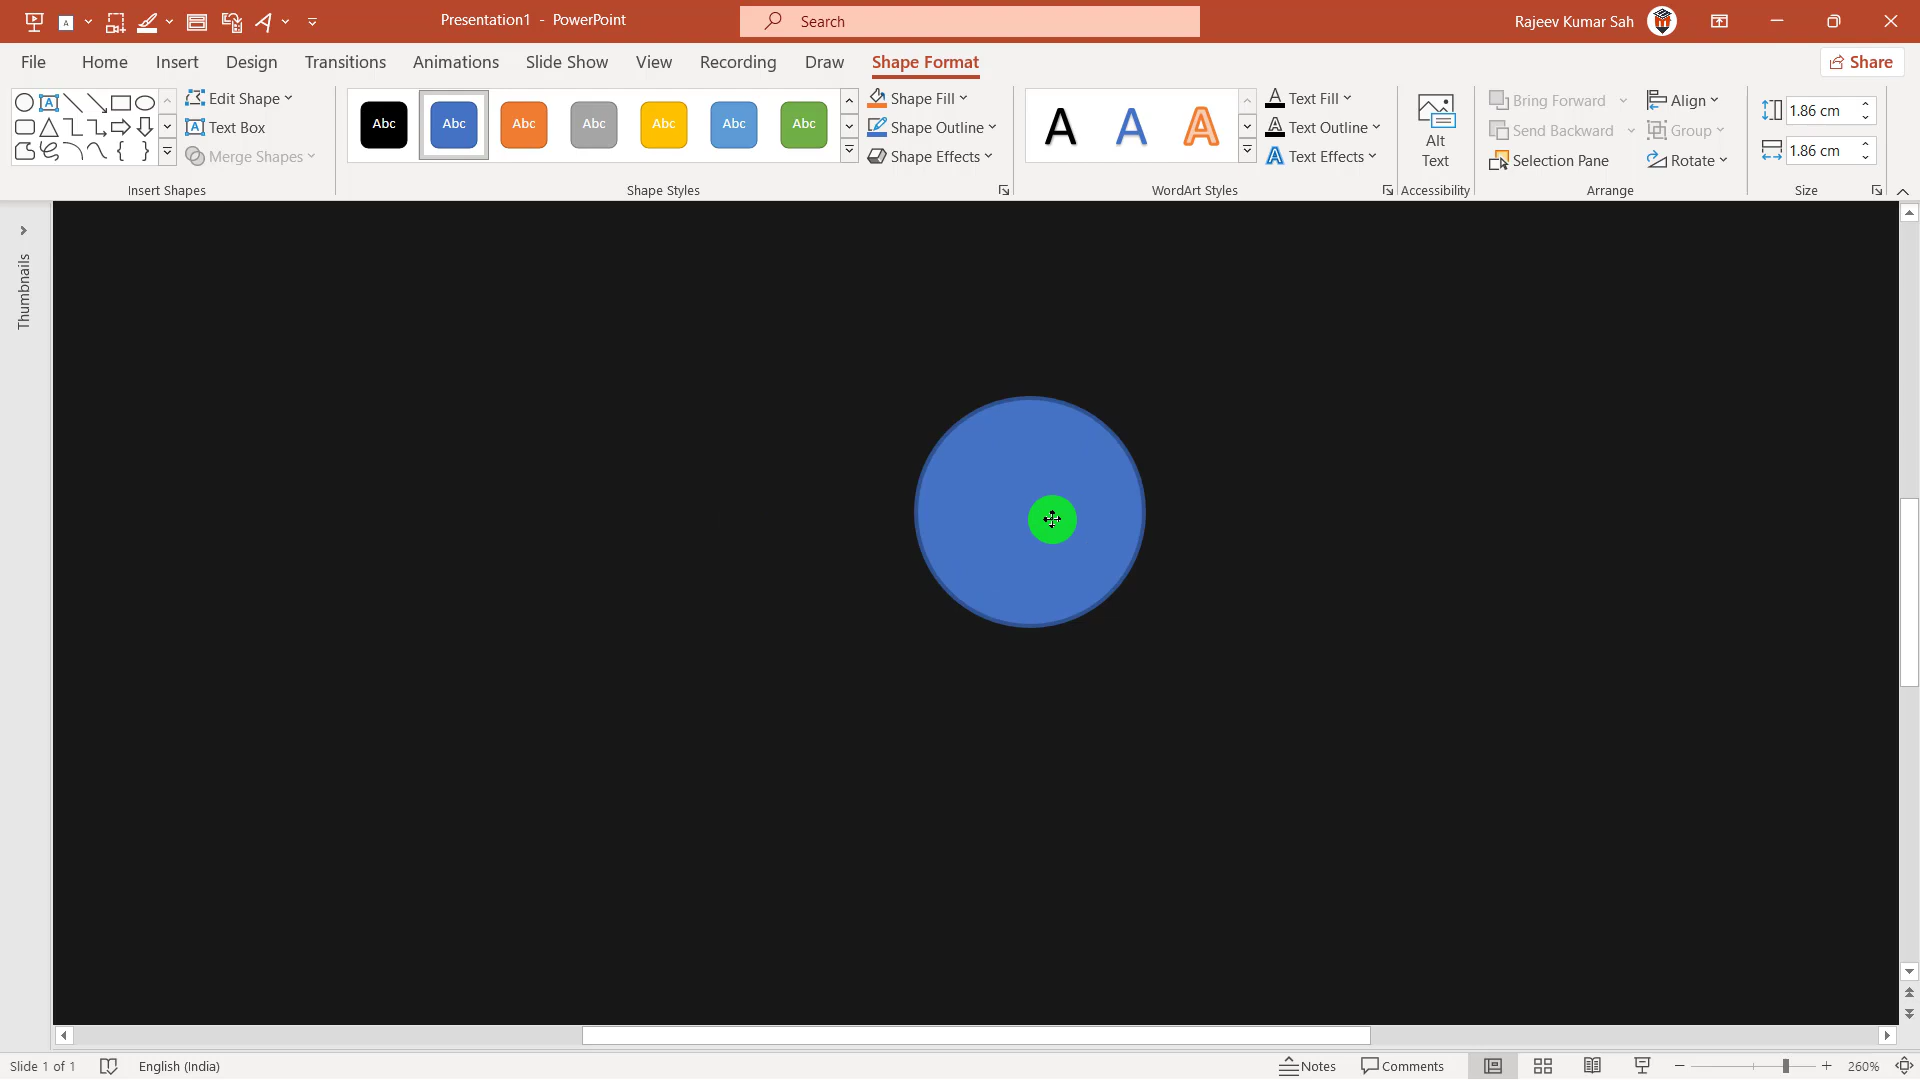 Presentation1 - PowerPoint
Search
Rajeev Kumar Sah
File Home Insert Design Transitions Animations Slide Show View Recording Draw Shape Format
Share
A
A
Edit Shape
Text Box
Merge Shapes
Insert Shapes
Abc Abc Abc Abc Abc Abc Abc
Shape Fill
Shape Outline
Shape Effects
Shape Styles
A A A
Text Fill
Text Outline
Text Effects
WordArt Styles
Alt
Text
Accessibility
Bring Forward
Send Backward
Selection Pane
Align
Group
Rotate
Arrange
1.86 cm
1.86 cm
Size
Thumbnails
Slide 1 of 1
English (India)
Notes
Comments
260%